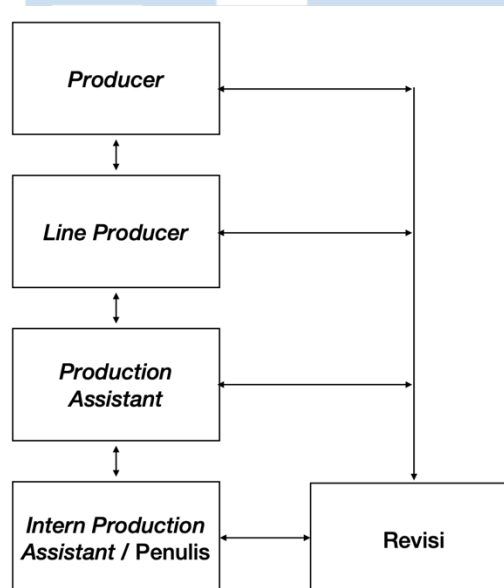 Producer
Line Producer
Production
Assistant
Intern Production
Assistant / Penulis
Revisi